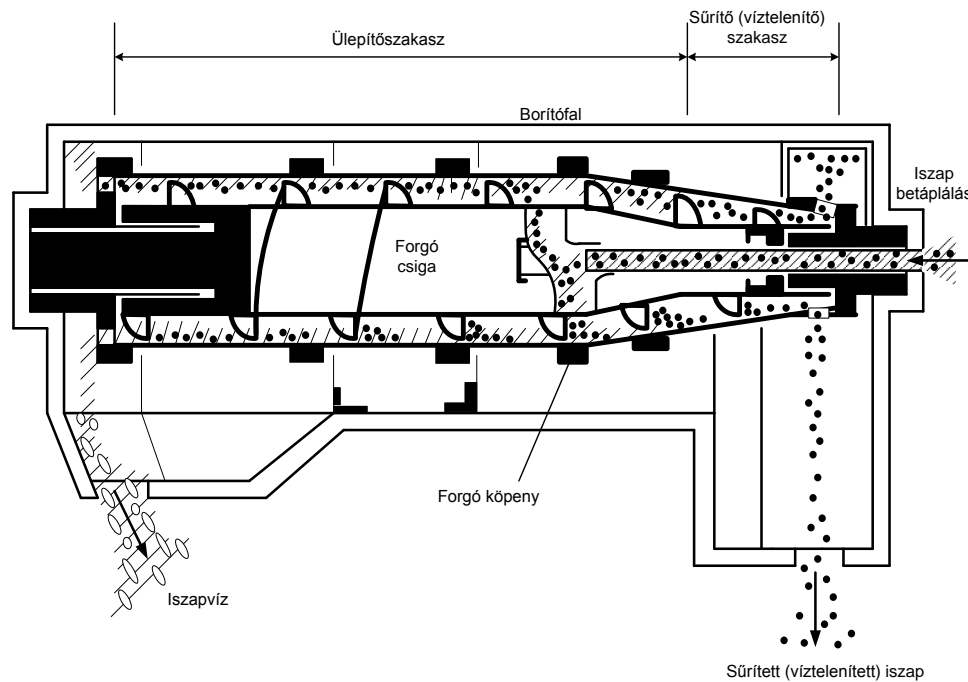 Ülepítőszakasz
Sűrítő (víztelenítő)
szakasz
Borítófal
Iszap
betáplálás
Forgó
csiga
Forgó köpeny
Iszapvíz
Sűrített (víztelenített) iszap